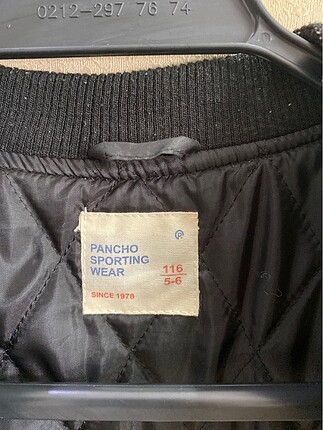 0212-297 76 74
®
PANCHO
SPORTING
WEAR
116
5-6
SINCE 1978